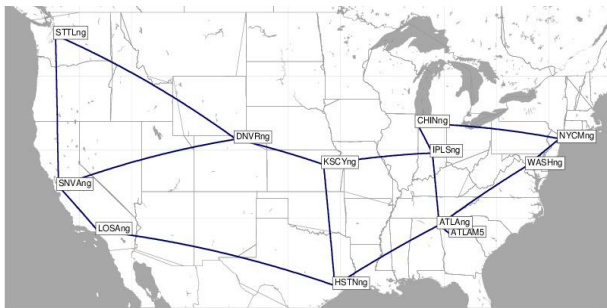 STTLng
CHINng
DNVRng
NYCMng
IPLSng
KSCYng
WASHng
SNVAng
ATLAng
LOSAng
ATLAM5
HSTNng